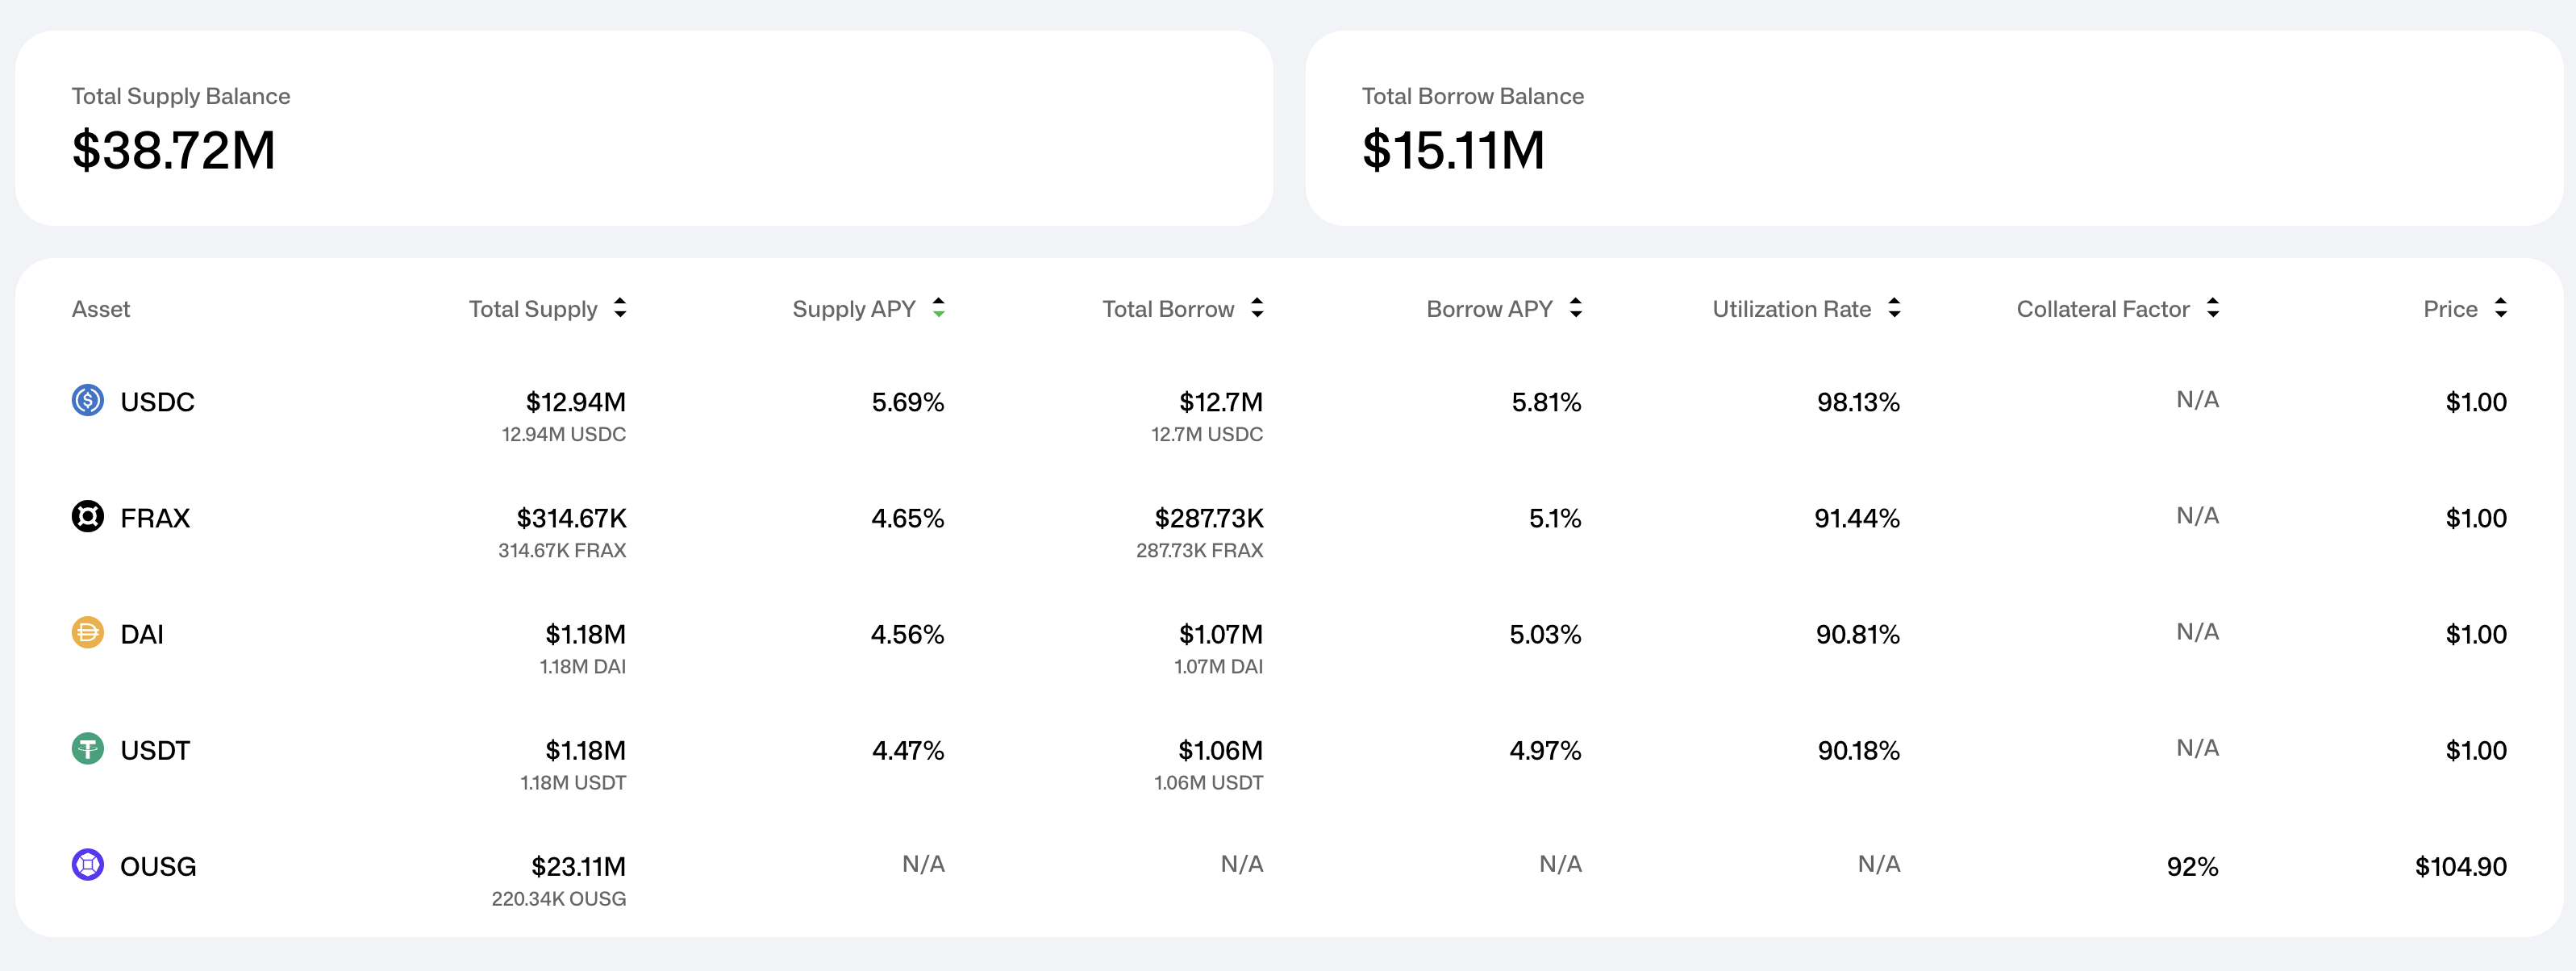 Total Supply Balance
$38.72M
Total Borrow Balance
$15.11M
Asset Total Supply Supply APY Total Borrow Borrow APY Utilization Rate Collateral Factor Price
USDC $12.94M 5.69% $12.7M 5.81% 98.13% N/A $1.00
12.94M USDC 12.7M USDC
FRAX $314.67K 4.65% $287.73K 5.1% 91.44% N/A $1.00
314.67K FRAX 287.73K FRAX
DAI $1.18M 4.56% $1.07M 5.03% 90.81% N/A $1.00
1.18M DAI 1.07M DAI
USDT $1.18M 4.47% $1.06M 4.97% 90.18% N/A $1.00
1.18M USDT 1.06M USDT
OUSG $23.11M N/A N/A N/A N/A 92% $104.90
220.34K OUSG